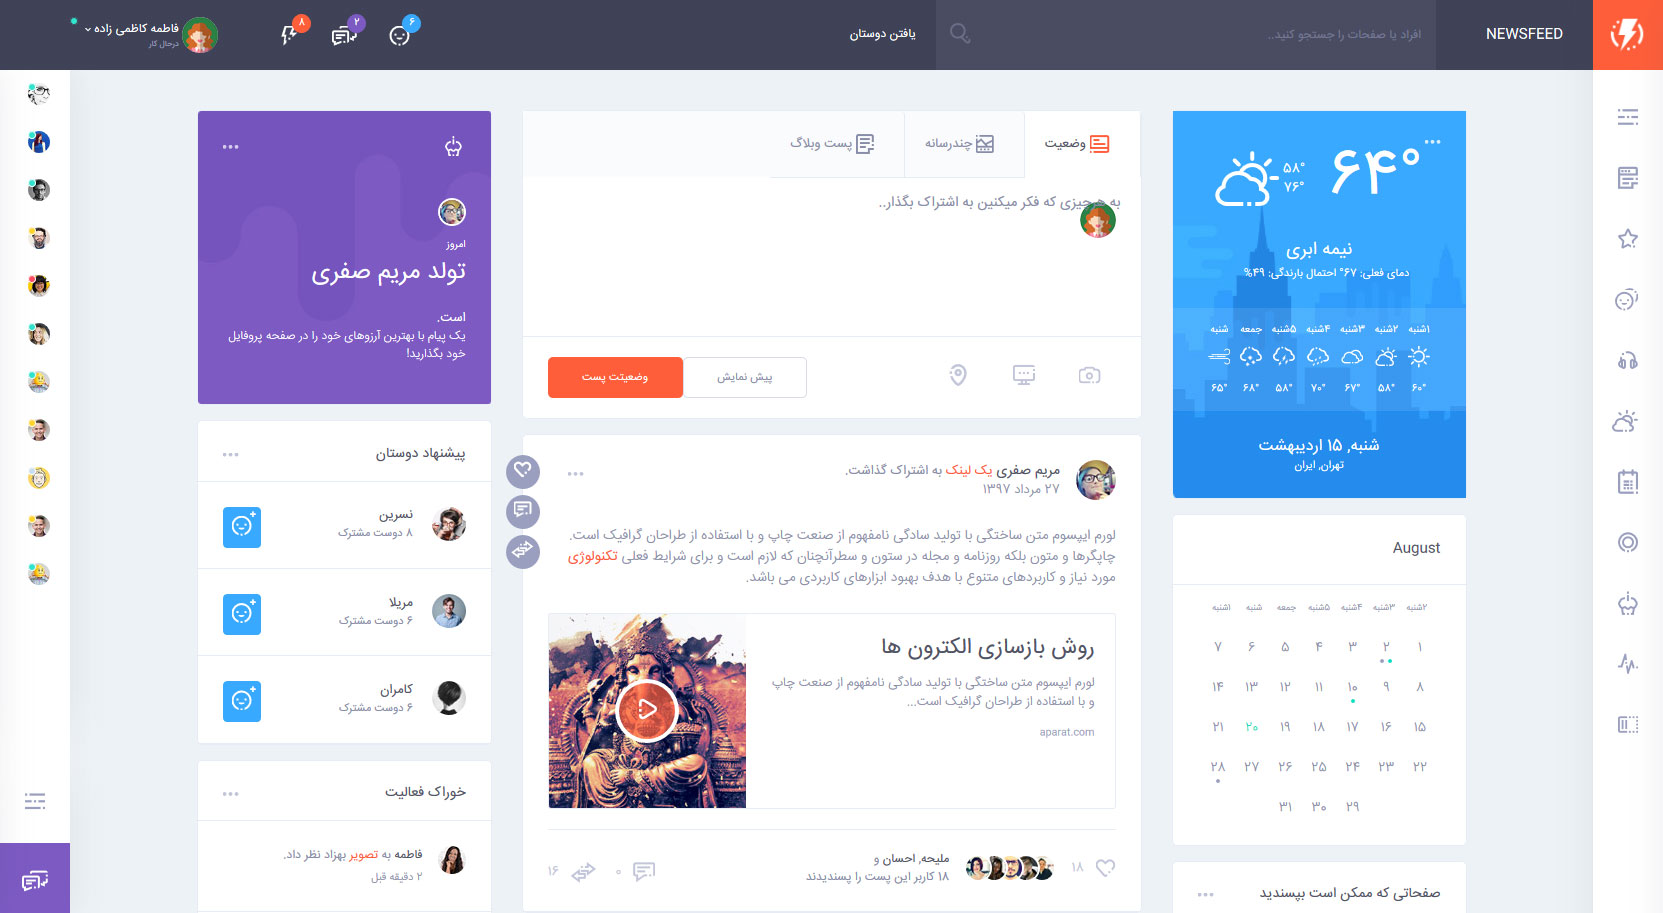 NEWSFEED
افراد یا صفحات را جستجو کنید..
یافتن دوستان
۶
۲
۸
فاطمه کاظمی زاده
درحال کار
۶۴°
۵۸°
۷۶°
نیمه ابری
دمای فعلی: ۶۷° احتمال بارندگی: ۴۹%
۱شنبه ۲شنبه ۳شنبه ۴شنبه ۵شنبه جمعه شنبه
۶۰° ۵۸° ۶۷° ۷۰° ۵۸° ۶۸° ۶۵°
شنبه, ۱۵ اردیبهشت
تهران, ایران
August
۲شنبه ۳شنبه ۴شنبه ۵شنبه جمعه شنبه ۱شنبه
۱ ۲ ۳ ۴ ۵ ۶ ۷
۸ ۹ ۱۰ ۱۱ ۱۲ ۱۳ ۱۴
۱۵ ۱۶ ۱۷ ۱۸ ۱۹ ۲۰ ۲۱
۲۲ ۲۳ ۲۴ ۲۵ ۲۶ ۲۷ ۲۸
۲۹ ۳۰ ۳۱
صفحاتی که ممکن است بپسندید
وضعیت
چندرسانه
پست وبلاگ
به هرچیزی که فکر میکنین به اشتراک بگذار..
پیش نمایش
وضعیتت پست
مریم صفری یک لینک به اشتراک گذاشت.
۲۷ مرداد ۱۳۹۷
لورم ایپسوم متن ساختگی با تولید سادگی نامفهوم از صنعت چاپ و با استفاده از طراحان گرافیک است.
چاپگرها و متون بلکه روزنامه و مجله در ستون و سطرآنچنان که لازم است و برای شرایط فعلی تکنولوژی
مورد نیاز و کاربردهای متنوع با هدف بهبود ابزارهای کاربردی می باشد.
روش بازسازی الکترون ها
لورم ایپسوم متن ساختگی با تولید سادگی نامفهوم از صنعت چاپ
و با استفاده از طراحان گرافیک است...
aparat.com
۱۸
ملیحه, احسان و
۱۸ کاربر این پست را پسندیدند
۰
۱۶
امروز
تولد مریم صفری
است.
یک پیام با بهترین آرزوهای خود را در صفحه پروفایل
خود بگذارید!
پیشنهاد دوستان
نسرین
۸ دوست مشترک
مریلا
۶ دوست مشترک
کامران
۶ دوست مشترک
خوراک فعالیت
فاطمه به تصویر بهزاد نظر داد.
۲ دقیقه قبل